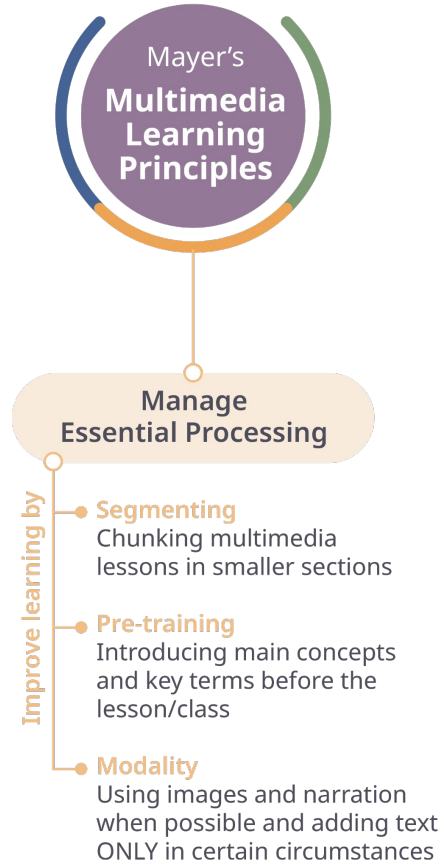 Mayer's
Multimedia
Learning
Principles
Manage
Essential Processing
Improve learning by
Segmenting
Chunking multimedia
lessons in smaller sections
Pre-training
Introducing main concepts
and key terms before the
lesson/class
Modality
Using images and narration
when possible and adding text
ONLY in certain circumstances